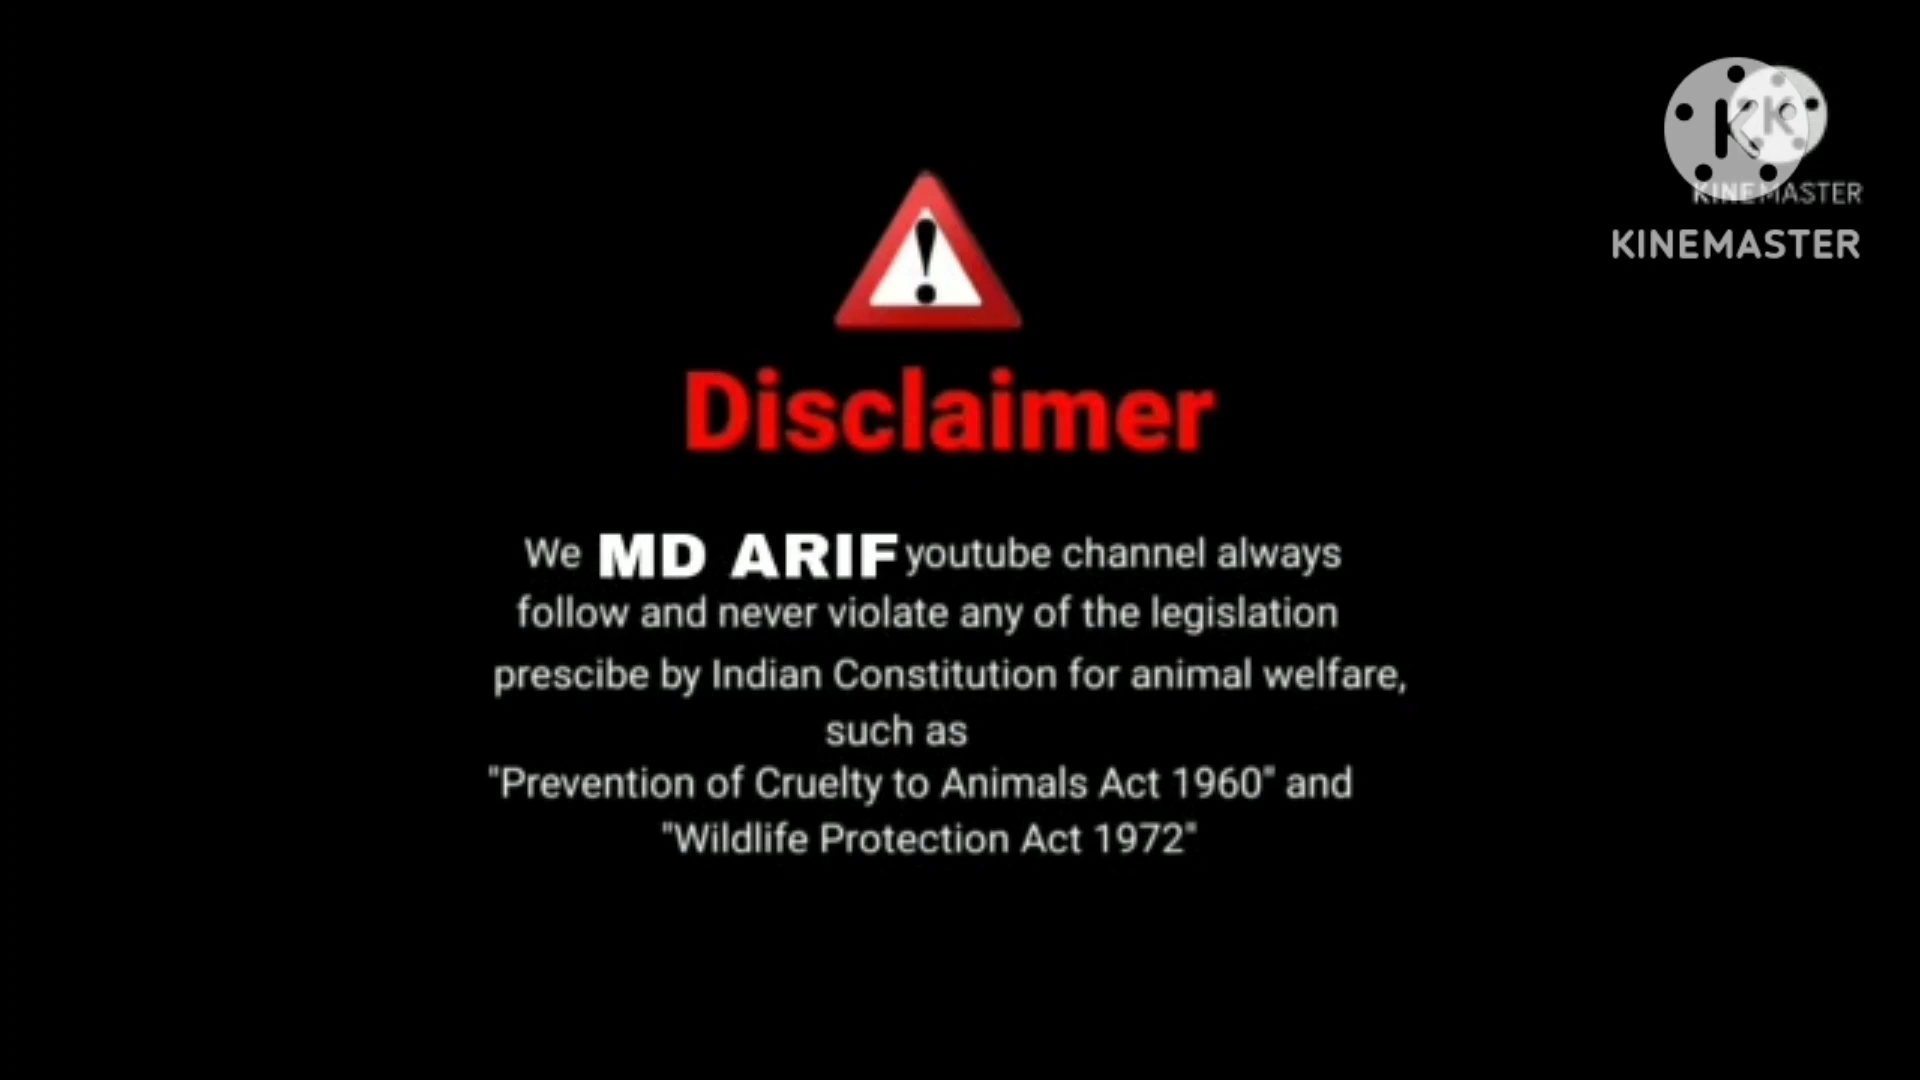 K
K
KINEMASTER
KINEMASTER
!
Disclaimer
We MD ARIF youtube channel always
follow and never violate any of the legislation
prescibe by Indian Constitution for animal welfare,
such as
"Prevention of Cruelty to Animals Act 1960" and
"Wildlife Protection Act 1972"